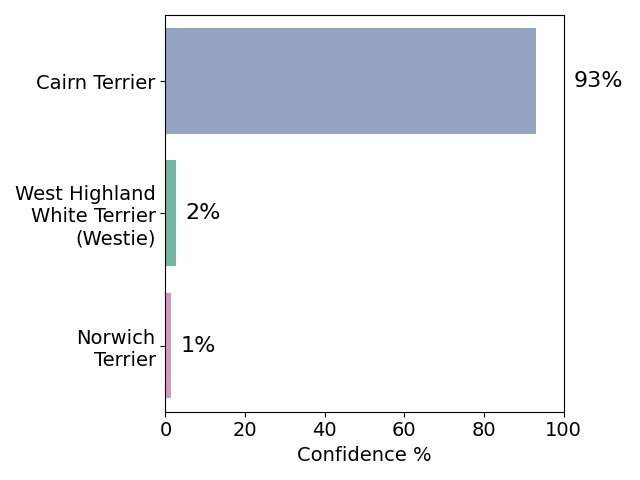 Cairn Terrier
93%
West Highland
White Terrier
(Westie)
2%
Norwich
Terrier
1%
0 20 40 60 80 100
Confidence %